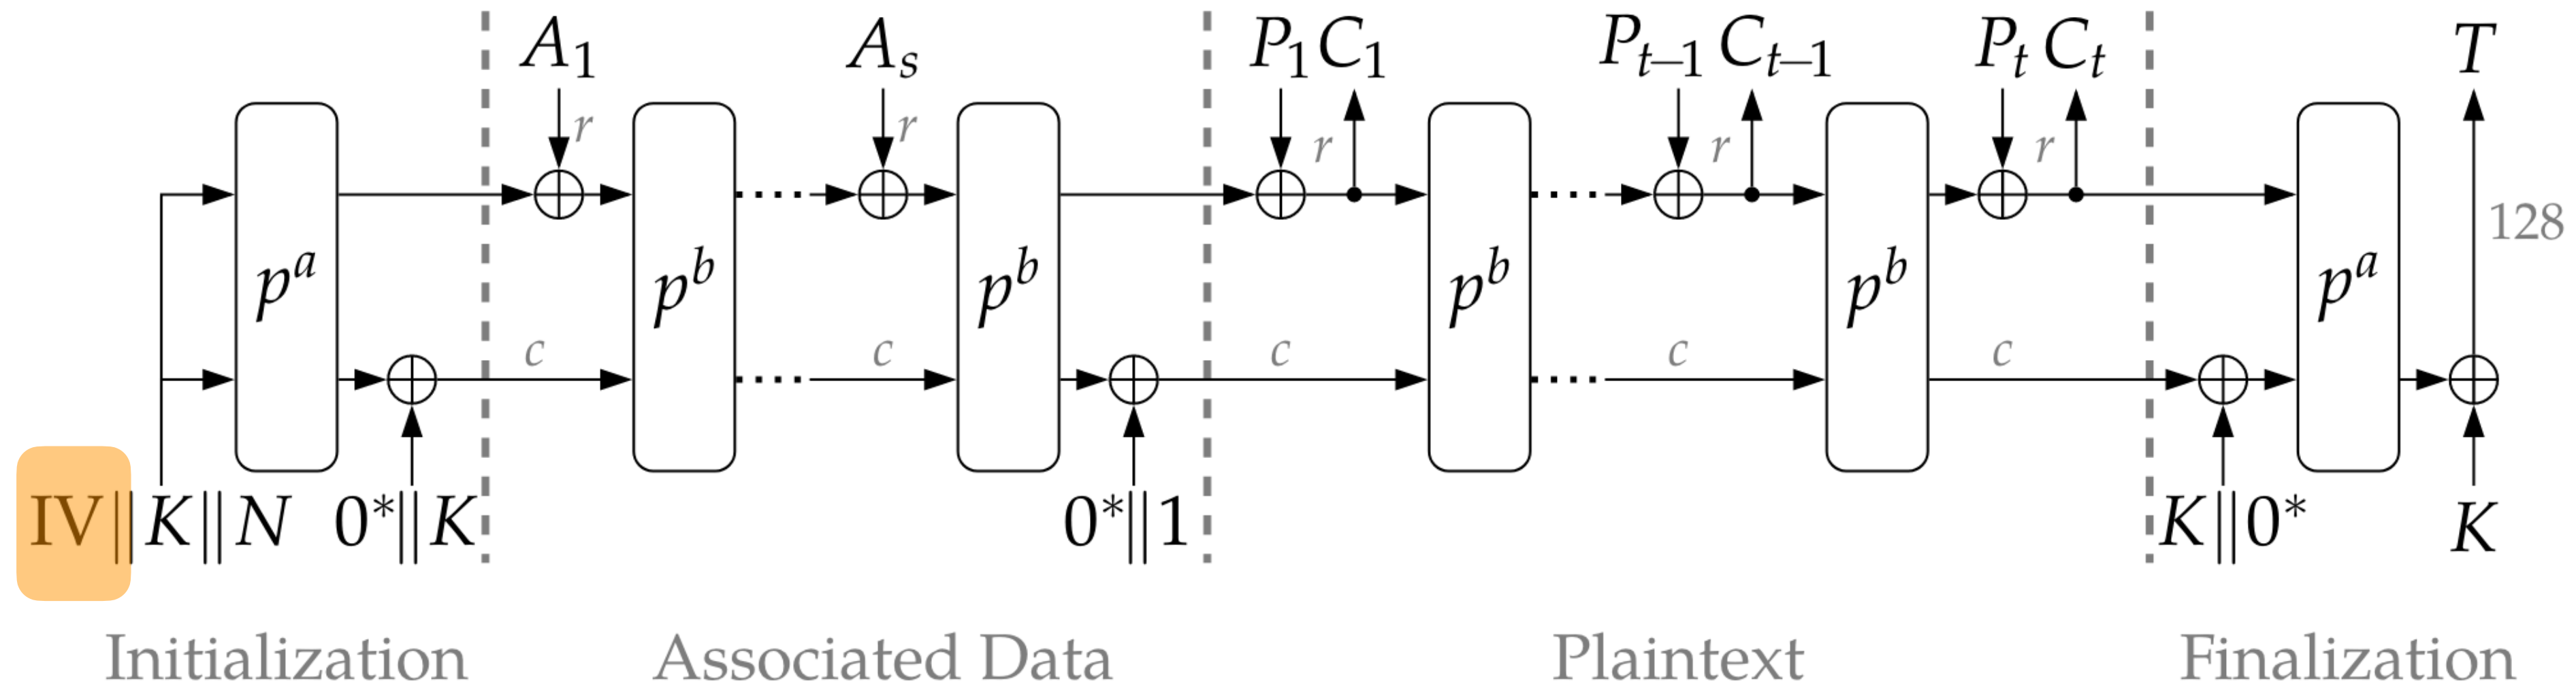 A₁ Aₛ P₁ C₁ Pₜ₋₁ Cₜ₋₁ Pₜ Cₜ T
r r r r r
128
pᵃ pᵇ pᵇ pᵇ pᵇ pᵃ
c c c c c
IV‖K‖N 0*‖K 0*‖1 K‖0* K
Initialization Associated Data Plaintext Finalization